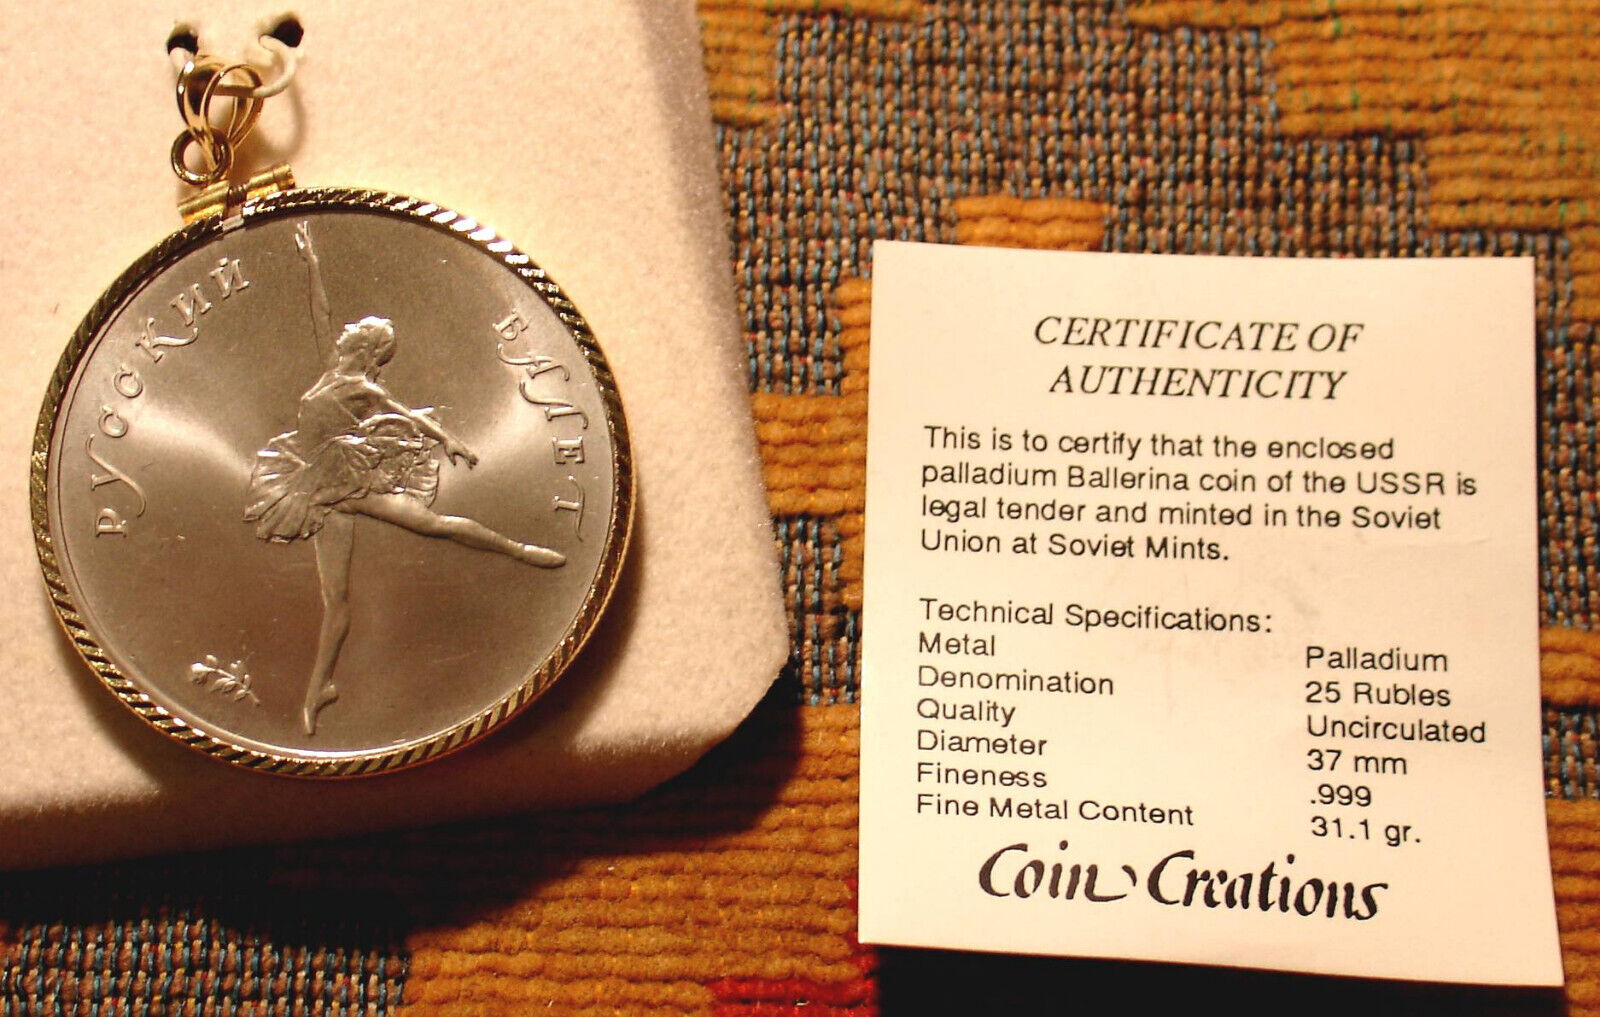 РУССКИЙ БАЛЕТ
CERTIFICATE OF
AUTHENTICITY
This is to certify that the enclosed
palladium Ballerina coin of the USSR is
legal tender and minted in the Soviet
Union at Soviet Mints.
Technical Specifications:
Metal Palladium
Denomination 25 Rubles
Quality Uncirculated
Diameter 37 mm
Fineness .999
Fine Metal Content 31.1 gr.
Coin Creations